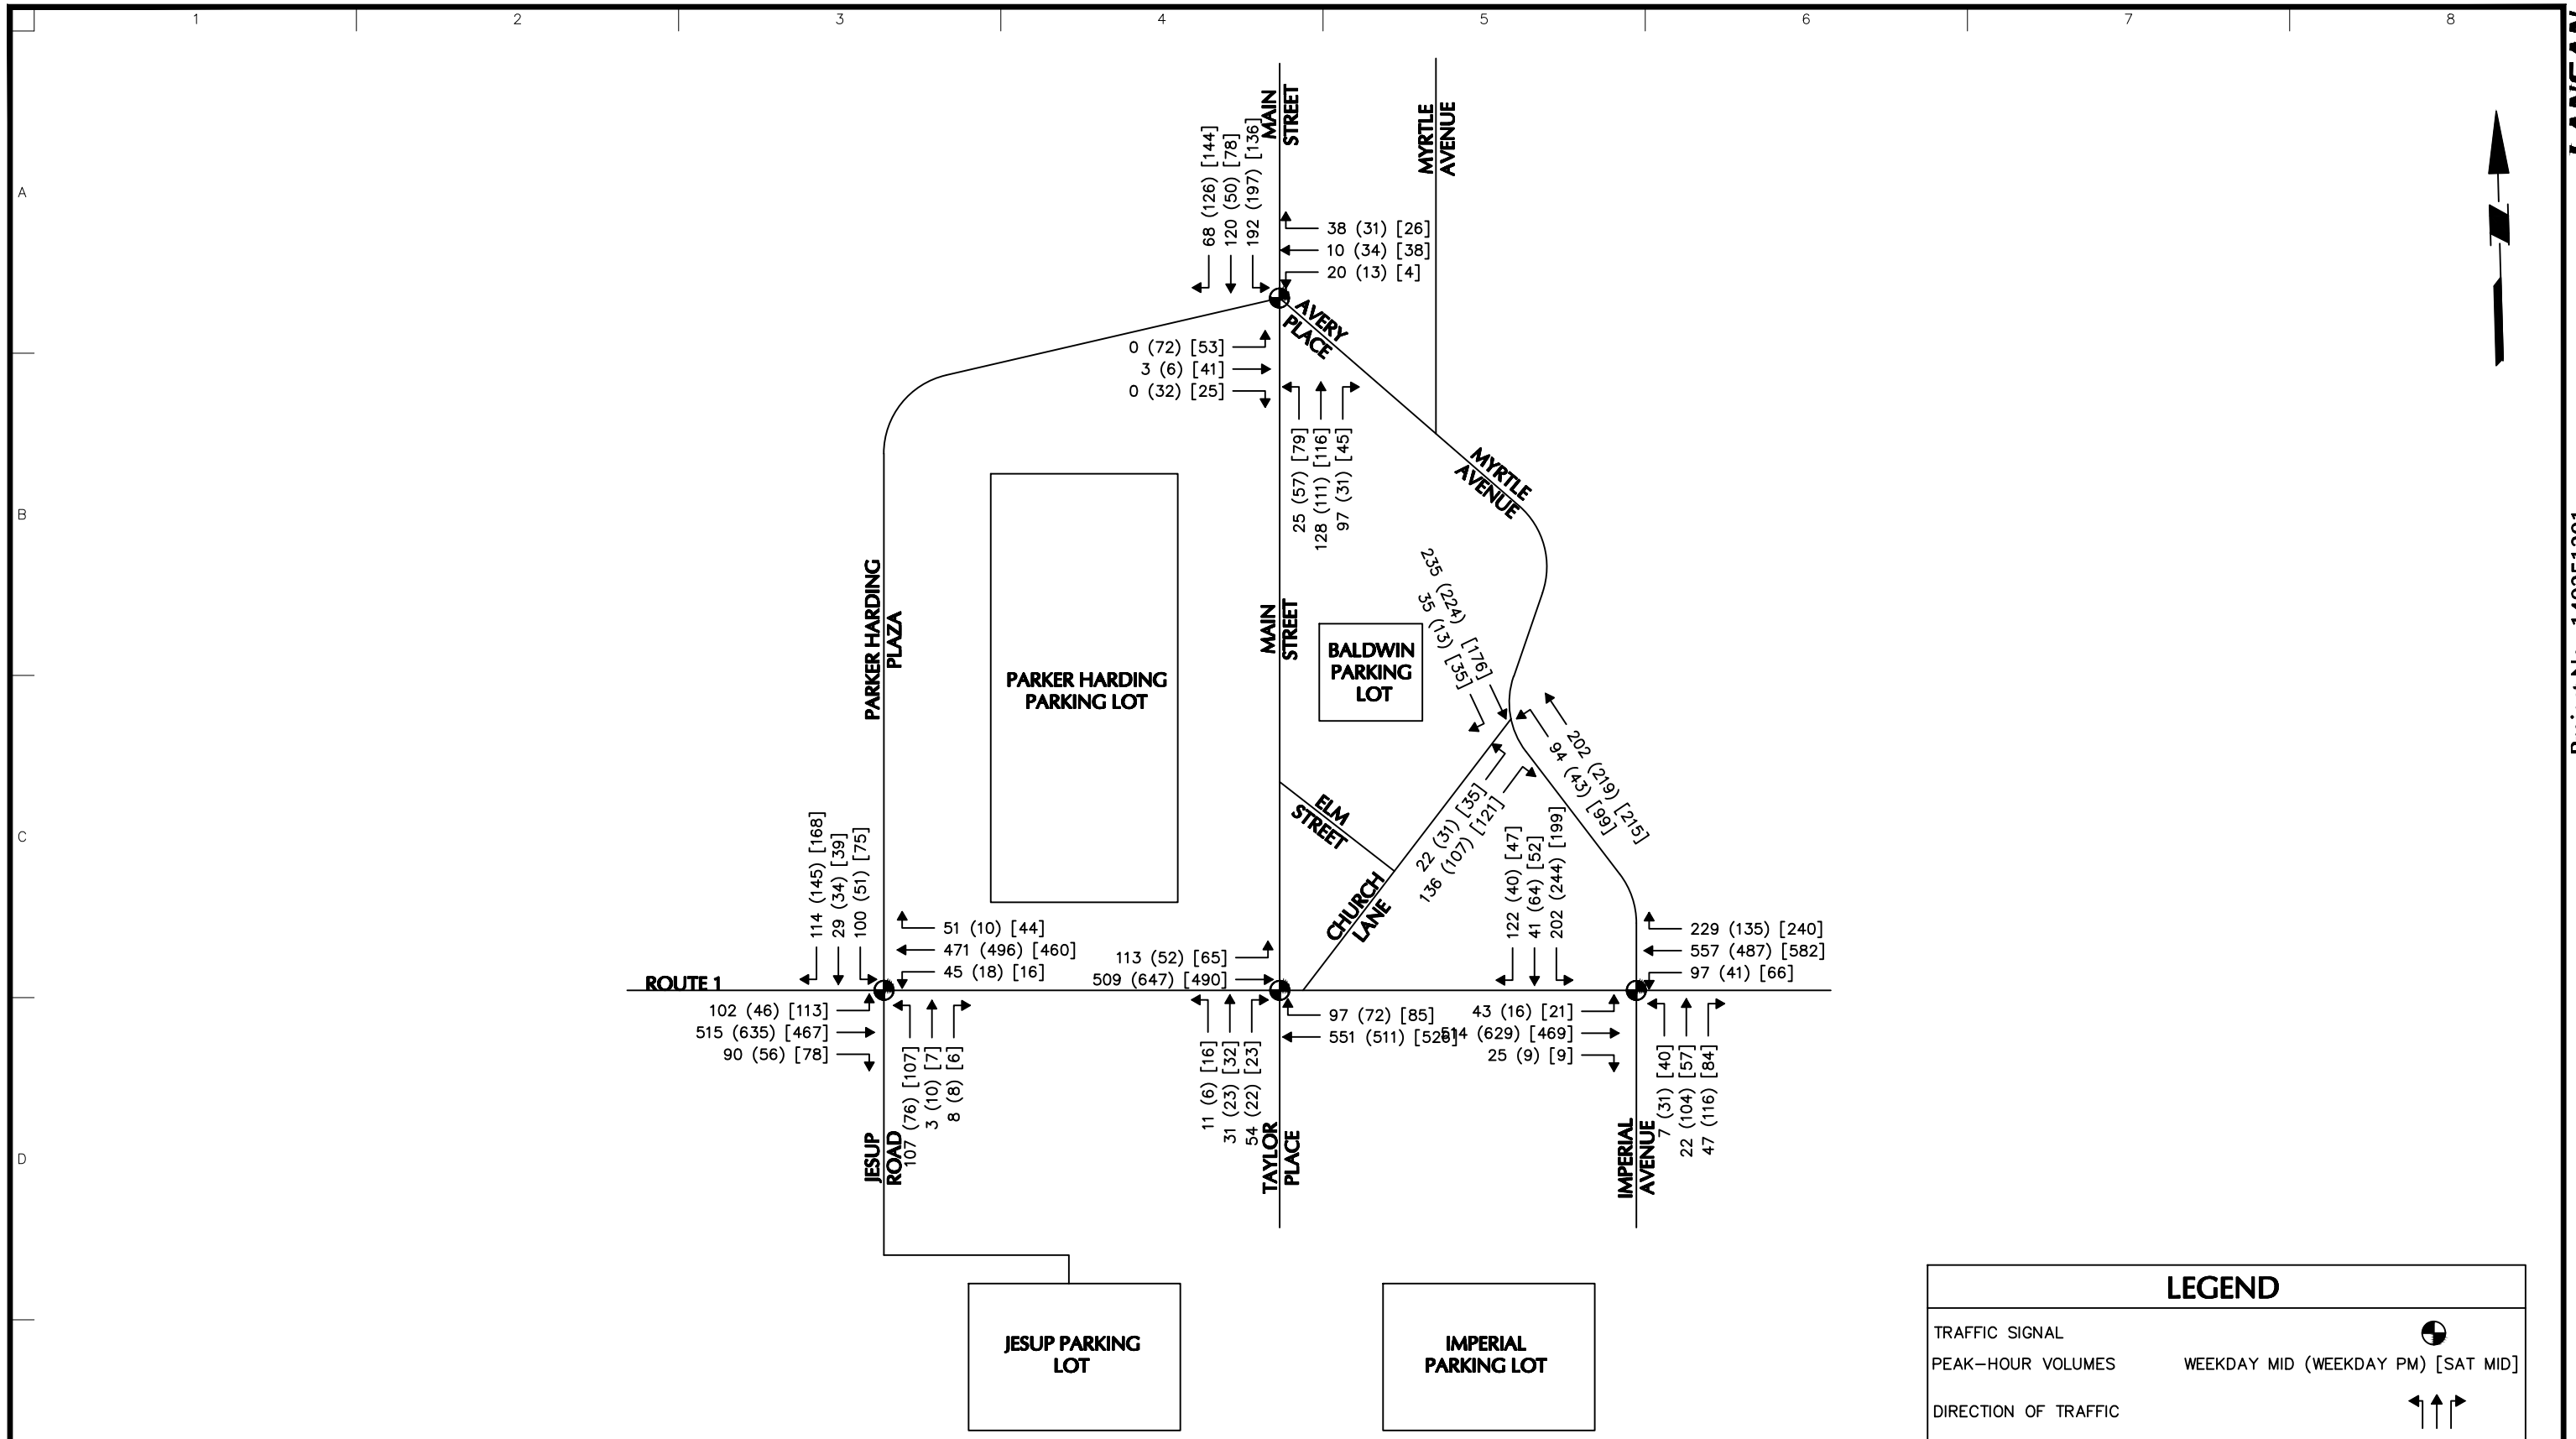 1 2 3 4 5 6 7 8
A
B
C
D
MAIN
STREET
MYRTLE
AVENUE
68 (126) [144]
120 (50) [78]
192 (197) [136]
38 (31) [26]
10 (34) [38]
20 (13) [4]
AVERY
PLACE
0 (72) [53]
3 (6) [41]
0 (32) [25]
25 (57) [79]
128 (111) [116]
97 (31) [45]
MYRTLE
AVENUE
PARKER HARDING
PLAZA
PARKER HARDING
PARKING LOT
MAIN
STREET
BALDWIN
PARKING
LOT
235 (224) [176]
35 (13) [35]
202 (219) [215]
94 (43) [99]
22 (31) [35]
136 (107) [121]
ELM
STREET
CHURCH
LANE
114 (145) [168]
29 (34) [39]
100 (51) [75]
51 (10) [44]
471 (496) [460]
45 (18) [16]
113 (52) [65]
509 (647) [490]
122 (40) [47]
41 (64) [52]
202 (244) [199]
229 (135) [240]
557 (487) [582]
97 (41) [66]
ROUTE 1
102 (46) [113]
515 (635) [467]
90 (56) [78]
107 (76) [107]
3 (10) [7]
8 (8) [6]
11 (6) [16]
31 (23) [32]
54 (22) [23]
97 (72) [85]
551 (511) [526]
43 (16) [21]
514 (629) [469]
25 (9) [9]
7 (31) [40]
22 (104) [57]
47 (116) [84]
JESUP
ROAD
TAYLOR
PLACE
IMPERIAL
AVENUE
JESUP PARKING
LOT
IMPERIAL
PARKING LOT
LEGEND
TRAFFIC SIGNAL
PEAK-HOUR VOLUMES WEEKDAY MID (WEEKDAY PM) [SAT MID]
DIRECTION OF TRAFFIC